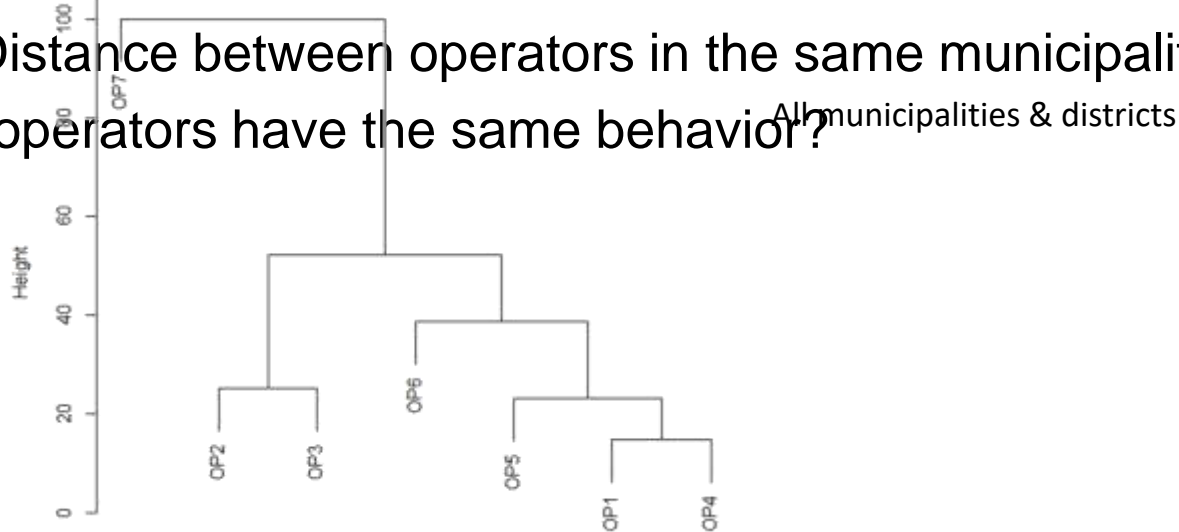 100
Distance between operators in the same municipalit
OP7
80
operators have the same behavior?
All municipalities & districts
60
Height
40
OP6
20
OP2
OP3
OP5
OP1
OP4
0